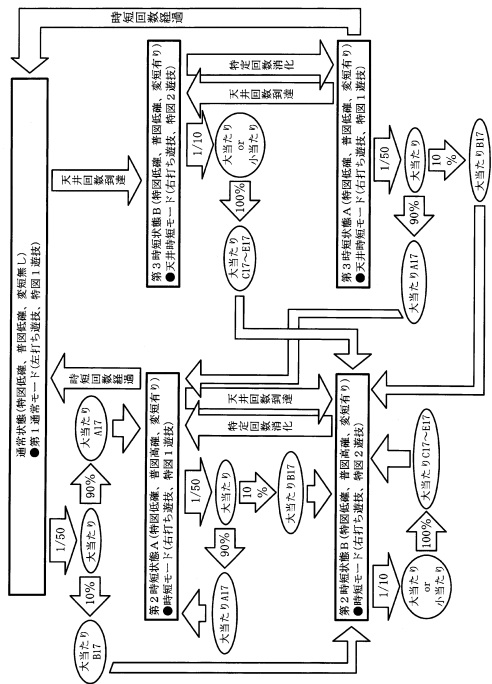 通常状態(特図低確、普図低確、変短無し)
●第1通常モード(左打ち遊技、特図1遊技)
1/50
大当たり
10%
大当たり
B17
90%
大当たり
A17
時短回数経過
天井回数到達
時短回数経過
第2時短状態A(特図低確、普図高確、変短有り)
●時短モード(右打ち遊技、特図1遊技)
1/50
大当たり
90%
大当たりA17
10
%
大当たりB17
特定回数消化
天井回数到達
第2時短状態B(特図低確、普図高確、変短有り)
●時短モード(右打ち遊技、特図2遊技)
1/10
大当たり
or
小当たり
100%
大当たりC17~E17
第3時短状態B(特図低確、普図低確、変短有り)
●天井時短モード(右打ち遊技、特図2遊技)
1/10
大当たり
or
小当たり
100%
大当たり
C17~E17
天井回数到達
特定回数消化
第3時短状態A(特図低確、普図低確、変短有り)
●天井時短モード(右打ち遊技、特図1遊技)
1/50
大当たり
90%
大当たりA17
10
%
大当たりB17